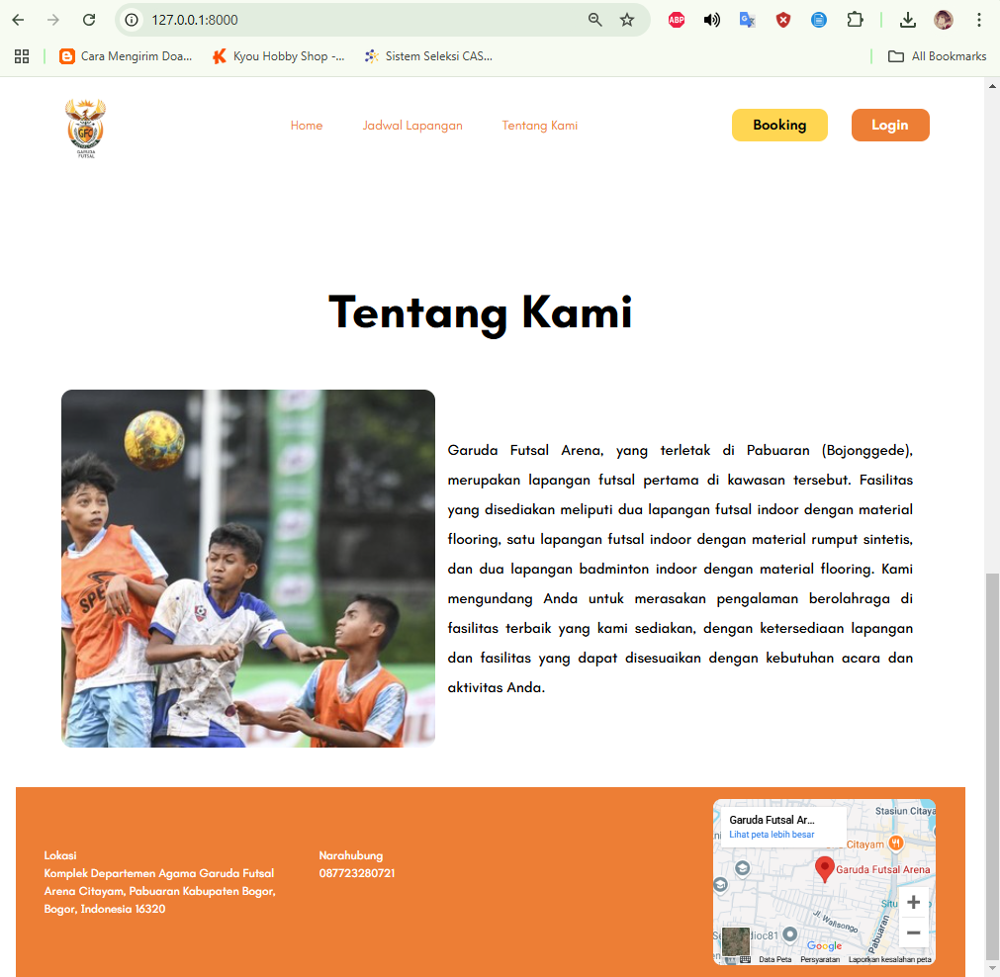 127.0.0.1:8000
ABP
Cara Mengirim Doa...
Kyou Hobby Shop -...
Sistem Seleksi CAS...
All Bookmarks
GFC
GARUDA
FUTSAL
Home
Jadwal Lapangan
Tentang Kami
Booking
Login
Tentang Kami
SPE
Garuda Futsal Arena, yang terletak di Pabuaran (Bojonggede),
merupakan lapangan futsal pertama di kawasan tersebut. Fasilitas
yang disediakan meliputi dua lapangan futsal indoor dengan material
flooring, satu lapangan futsal indoor dengan material rumput sintetis,
dan dua lapangan badminton indoor dengan material flooring. Kami
mengundang Anda untuk merasakan pengalaman berolahraga di
fasilitas terbaik yang kami sediakan, dengan ketersediaan lapangan
dan fasilitas yang dapat disesuaikan dengan kebutuhan acara dan
aktivitas Anda.
Lokasi
Komplek Departemen Agama Garuda Futsal
Arena Citayam, Pabuaran Kabupaten Bogor,
Bogor, Indonesia 16320
Narahubung
087723280721
Garuda Futsal Ar...
Lihat peta lebih besar
Stasiun Citaya
Citayam
Garuda Futsal Arena
Situ
Jl. Walisongo
Pabuaran
dioc81
Google
Data Peta
Persyaratan
Laporkan kesalahan peta